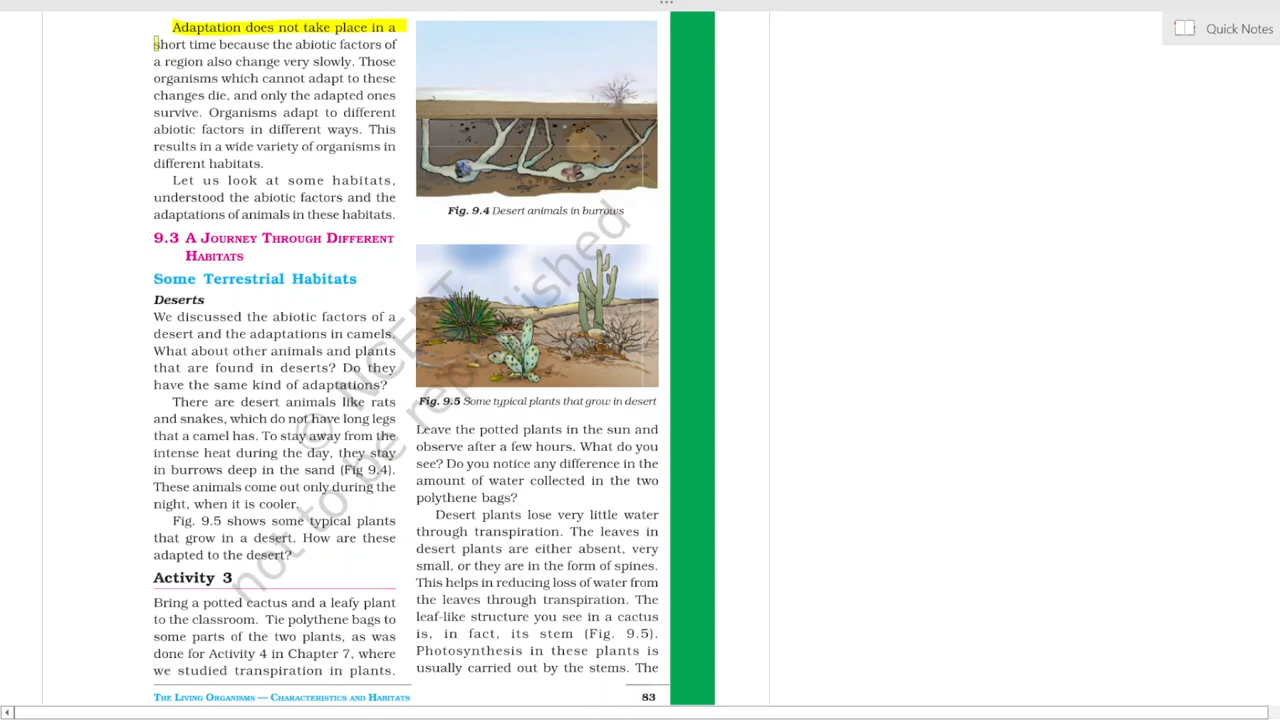 Quick Notes
Adaptation does not take place in a
short time because the abiotic factors of
a region also change very slowly. Those
organisms which cannot adapt to these
changes die, and only the adapted ones
survive. Organisms adapt to different
abiotic factors in different ways. This
results in a wide variety of organisms in
different habitats.
Let us look at some habitats,
understood the abiotic factors and the
adaptations of animals in these habitats.
9.3 A Journey Through Different
Habitats
Some Terrestrial Habitats
Deserts
We discussed the abiotic factors of a
desert and the adaptations in camels.
What about other animals and plants
that are found in deserts? Do they
have the same kind of adaptations?
There are desert animals like rats
and snakes, which do not have long legs
that a camel has. To stay away from the
intense heat during the day, they stay
in burrows deep in the sand (Fig 9.4).
These animals come out only during the
night, when it is cooler.
Fig. 9.5 shows some typical plants
that grow in a desert. How are these
adapted to the desert?
Activity 3
Bring a potted cactus and a leafy plant
to the classroom. Tie polythene bags to
some parts of the two plants, as was
done for Activity 4 in Chapter 7, where
we studied transpiration in plants.
Fig. 9.4 Desert animals in burrows
Fig. 9.5 Some typical plants that grow in desert
Leave the potted plants in the sun and
observe after a few hours. What do you
see? Do you notice any difference in the
amount of water collected in the two
polythene bags?
Desert plants lose very little water
through transpiration. The leaves in
desert plants are either absent, very
small, or they are in the form of spines.
This helps in reducing loss of water from
the leaves through transpiration. The
leaf-like structure you see in a cactus
is, in fact, its stem (Fig. 9.5).
Photosynthesis in these plants is
usually carried out by the stems. The
The Living Organisms — Characteristics and Habitats
83
© NCERT
not to be republished